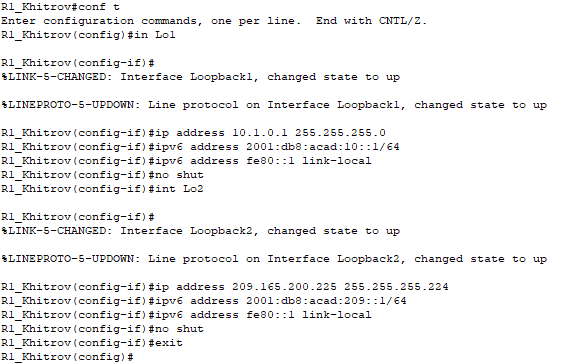 R1_Khitrov#conf t
Enter configuration commands, one per line.  End with CNTL/Z.
R1_Khitrov(config)#in Lo1
R1_Khitrov(config-if)#
%LINK-5-CHANGED: Interface Loopback1, changed state to up
%LINEPROTO-5-UPDOWN: Line protocol on Interface Loopback1, changed state to up
R1_Khitrov(config-if)#ip address 10.1.0.1 255.255.255.0
R1_Khitrov(config-if)#ipv6 address 2001:db8:acad:10::1/64
R1_Khitrov(config-if)#ipv6 address fe80::1 link-local
R1_Khitrov(config-if)#no shut
R1_Khitrov(config-if)#int Lo2
R1_Khitrov(config-if)#
%LINK-5-CHANGED: Interface Loopback2, changed state to up
%LINEPROTO-5-UPDOWN: Line protocol on Interface Loopback2, changed state to up
R1_Khitrov(config-if)#ip address 209.165.200.225 255.255.255.224
R1_Khitrov(config-if)#ipv6 address 2001:db8:acad:209::1/64
R1_Khitrov(config-if)#ipv6 address fe80::1 link-local
R1_Khitrov(config-if)#no shut
R1_Khitrov(config-if)#exit
R1_Khitrov(config)#